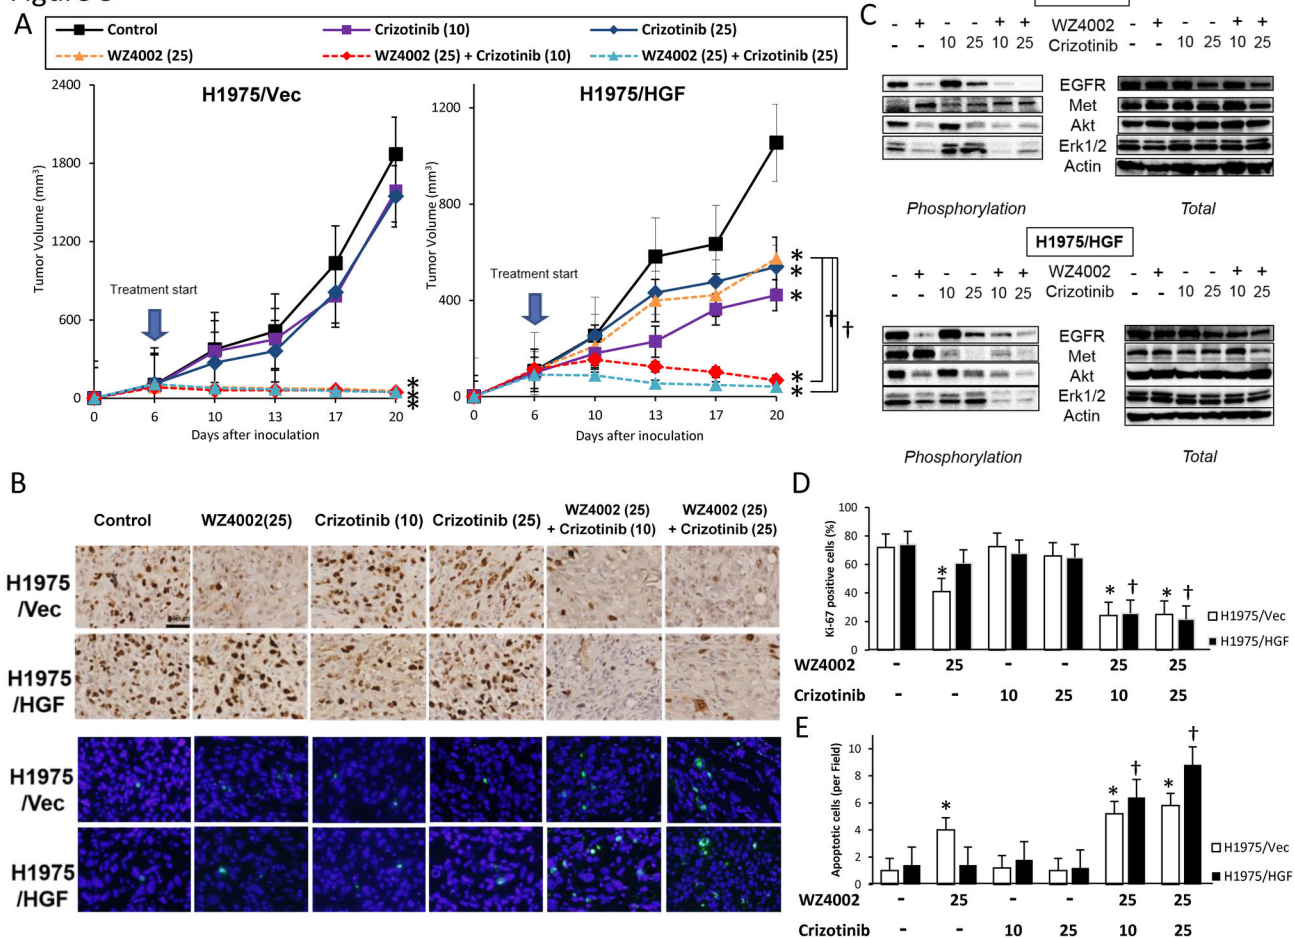 A
Control
Crizotinib (10)
Crizotinib (25)
WZ4002 (25)
WZ4002 (25) + Crizotinib (10)
WZ4002 (25) + Crizotinib (25)
H1975/Vec
2400
1800
1200
600
0
Tumor Volume (mm³)
Treatment start
* * *
0 6 10 13 17 20
Days after inoculation
H1975/HGF
1200
800
400
0
Tumor Volume (mm³)
Treatment start
*
*
*
*
*
† †
0 6 10 13 17 20
Days after inoculation
C
- + - - + + WZ4002 - + - - + +
- - 10 25 10 25 Crizotinib - - 10 25 10 25
EGFR
Met
Akt
Erk1/2
Actin
Phosphorylation Total
H1975/HGF
- + - - + + WZ4002 - + - - + +
- - 10 25 10 25 Crizotinib - - 10 25 10 25
EGFR
Met
Akt
Erk1/2
Actin
Phosphorylation Total
B
Control
WZ4002(25)
Crizotinib (10)
Crizotinib (25)
WZ4002 (25)
+ Crizotinib (10)
WZ4002 (25)
+ Crizotinib (25)
H1975
/Vec
H1975
/HGF
H1975
/Vec
H1975
/HGF
D
Ki-67 positive cells (%)
100
80
60
40
20
0
* * † * †
H1975/Vec
H1975/HGF
WZ4002 - 25 - - 25 25
Crizotinib - - 10 25 10 25
E
Apoptotic cells (per Field)
10
8
6
4
2
0
* * † * †
H1975/Vec
H1975/HGF
WZ4002 - 25 - - 25 25
Crizotinib - - 10 25 10 25